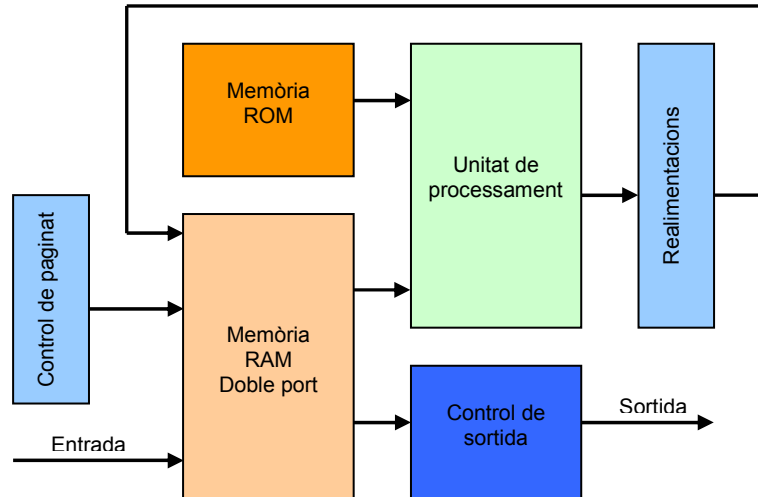 Memòria
ROM
Unitat de
processament
Realimentacions
Control de paginat
Memòria
RAM
Doble port
Control de
sortida
Sortida
Entrada